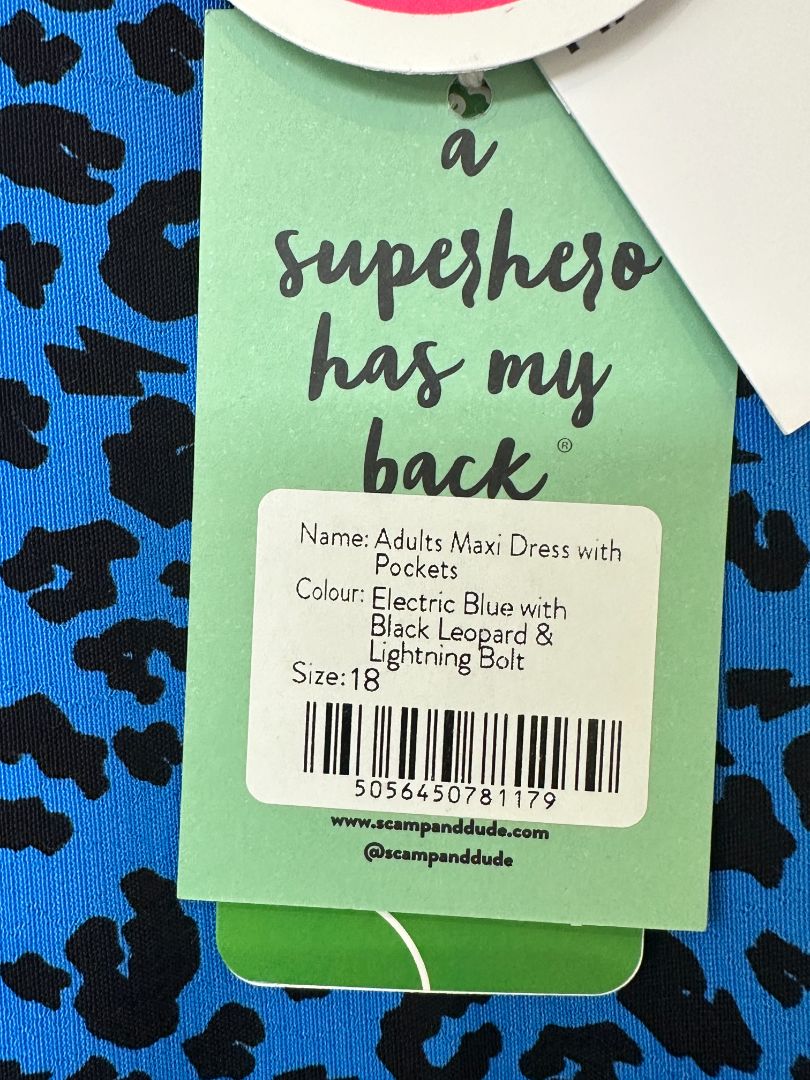 a
superhero
has my
back®
Name: Adults Maxi Dress with
Pockets
Colour: Electric Blue with
Black Leopard &
Lightning Bolt
Size: 18
5056450781179
www.scampanddude.com
@scampanddude